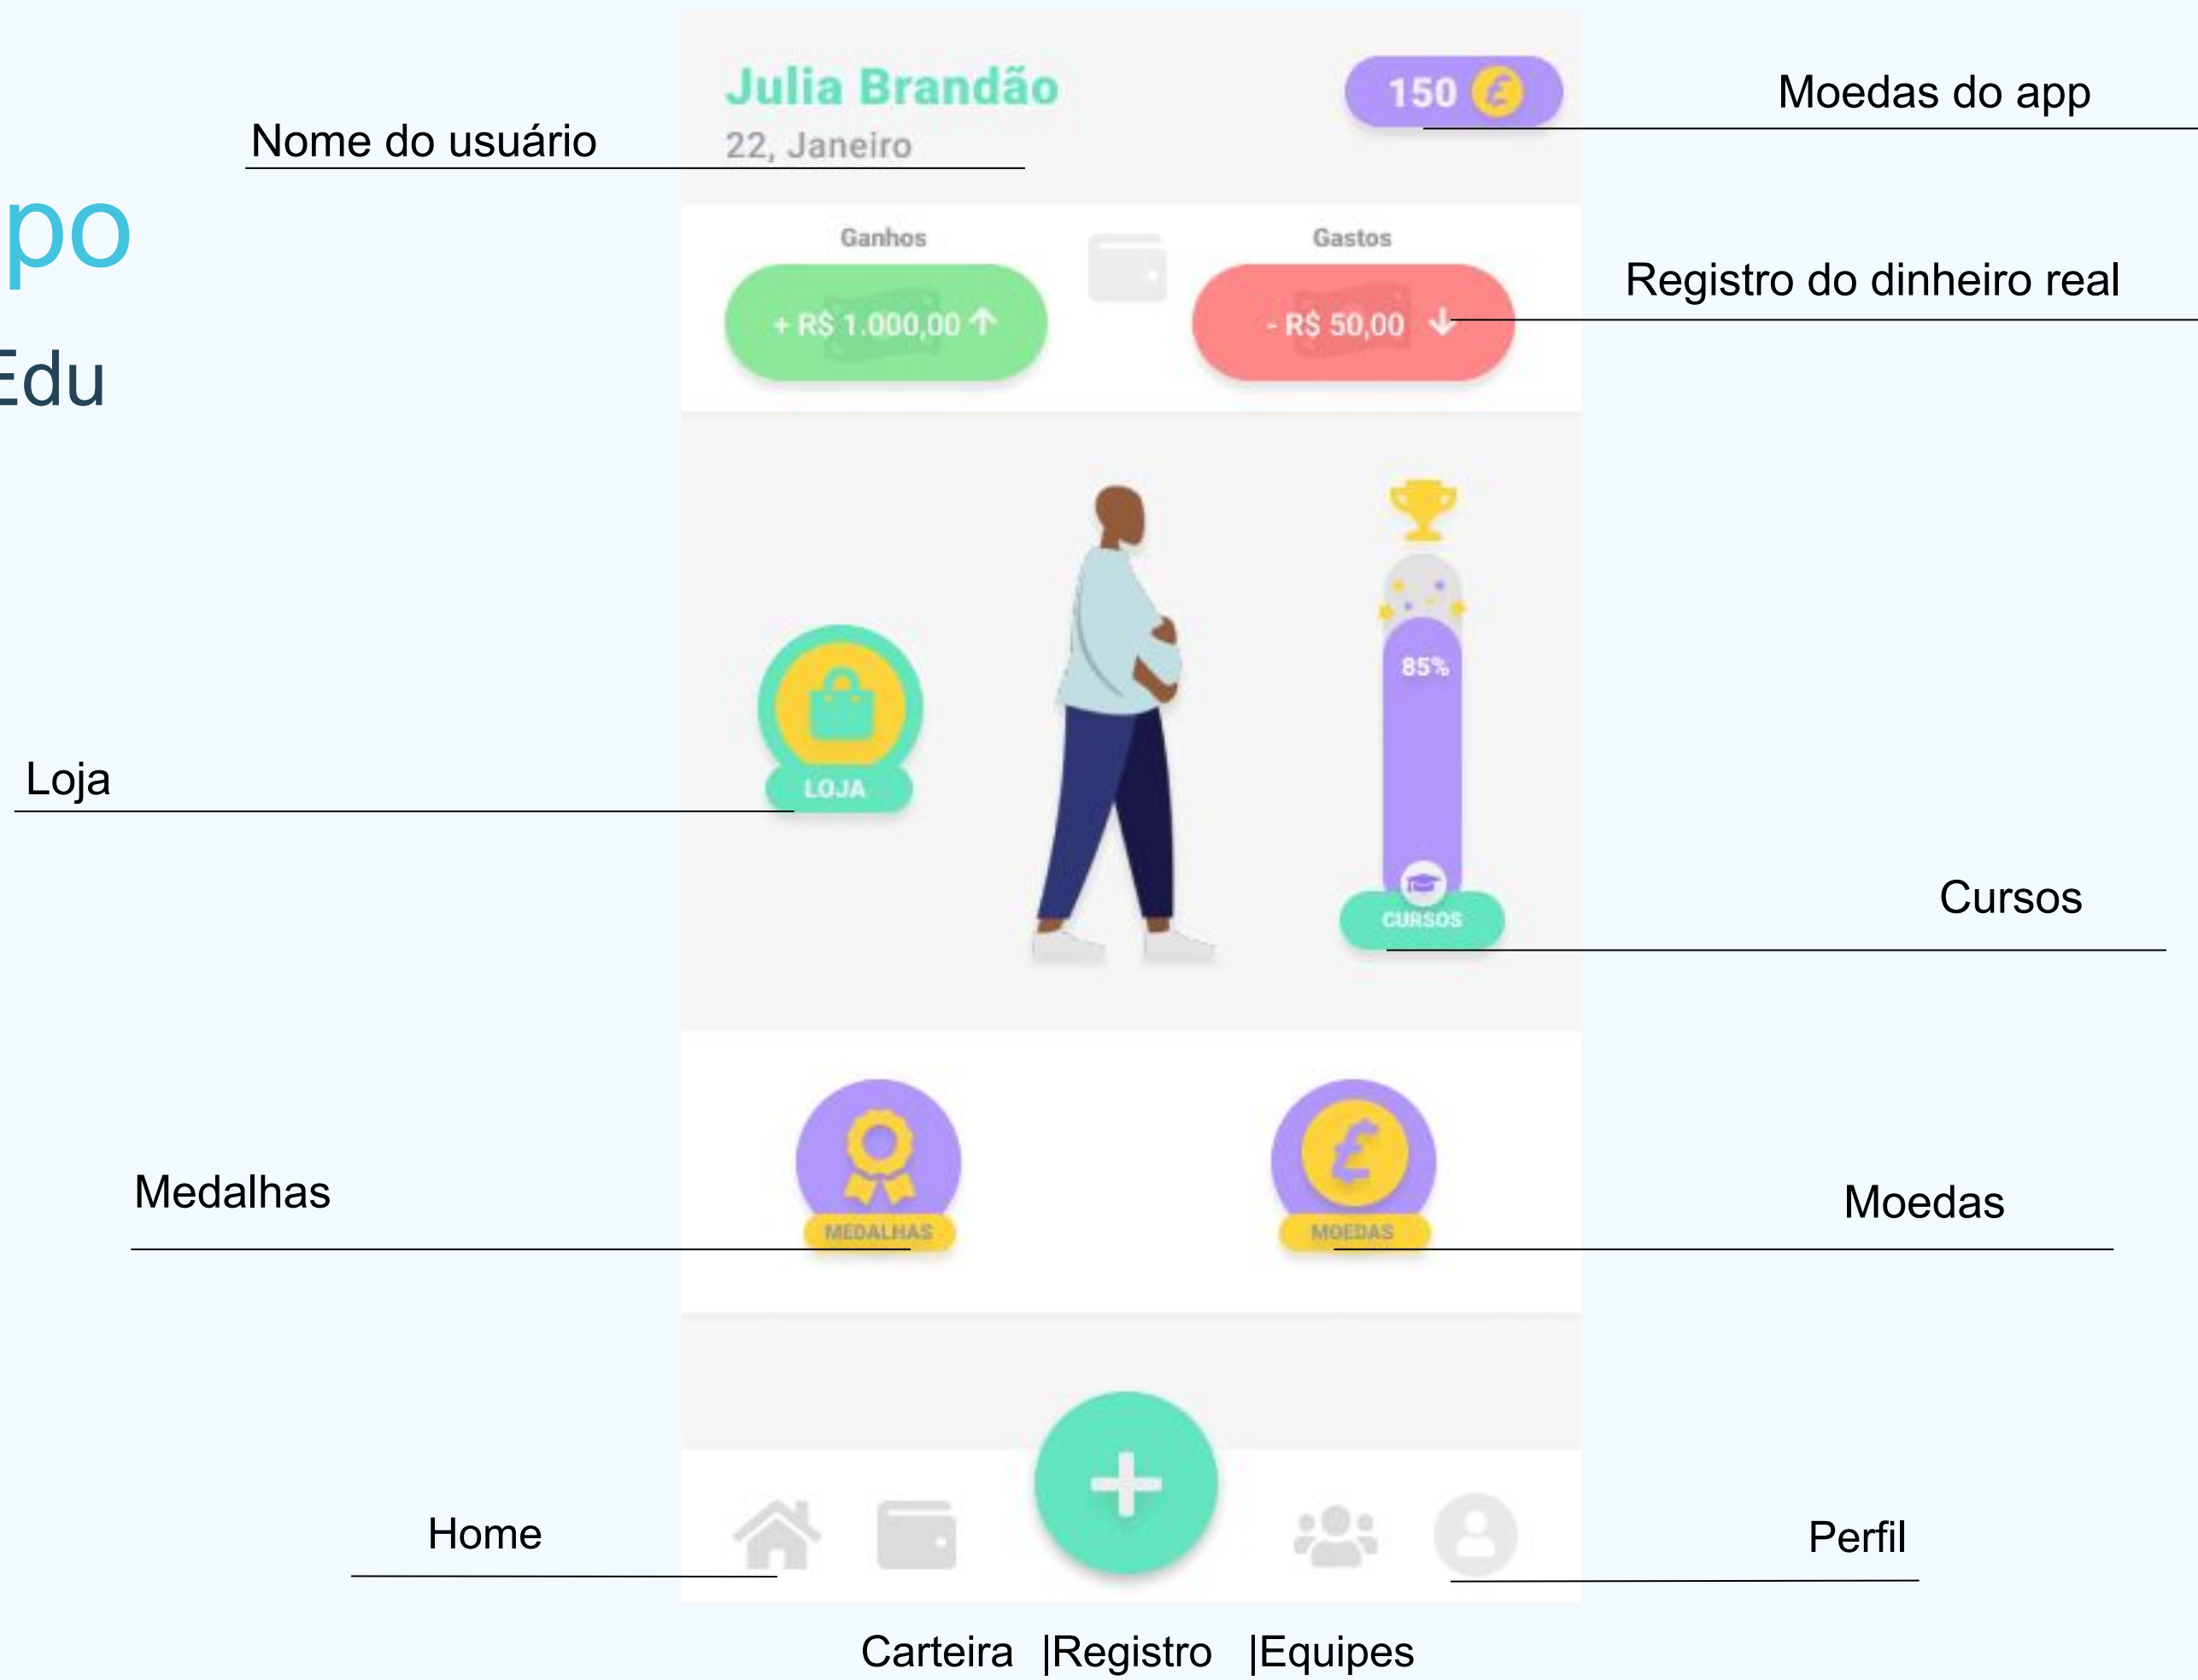 Julia Brandão
150
Moedas do app
Nome do usuário
22, Janeiro
po
Edu
Ganhos
Gastos
Registro do dinheiro real
+ R$ 1.000,00
- R$ 50,00
85%
Loja
LOJA
Cursos
CURSOS
Medalhas
MEDALHAS
MOEDAS
Moedas
Home
Perfil
Carteira |Registro |Equipes